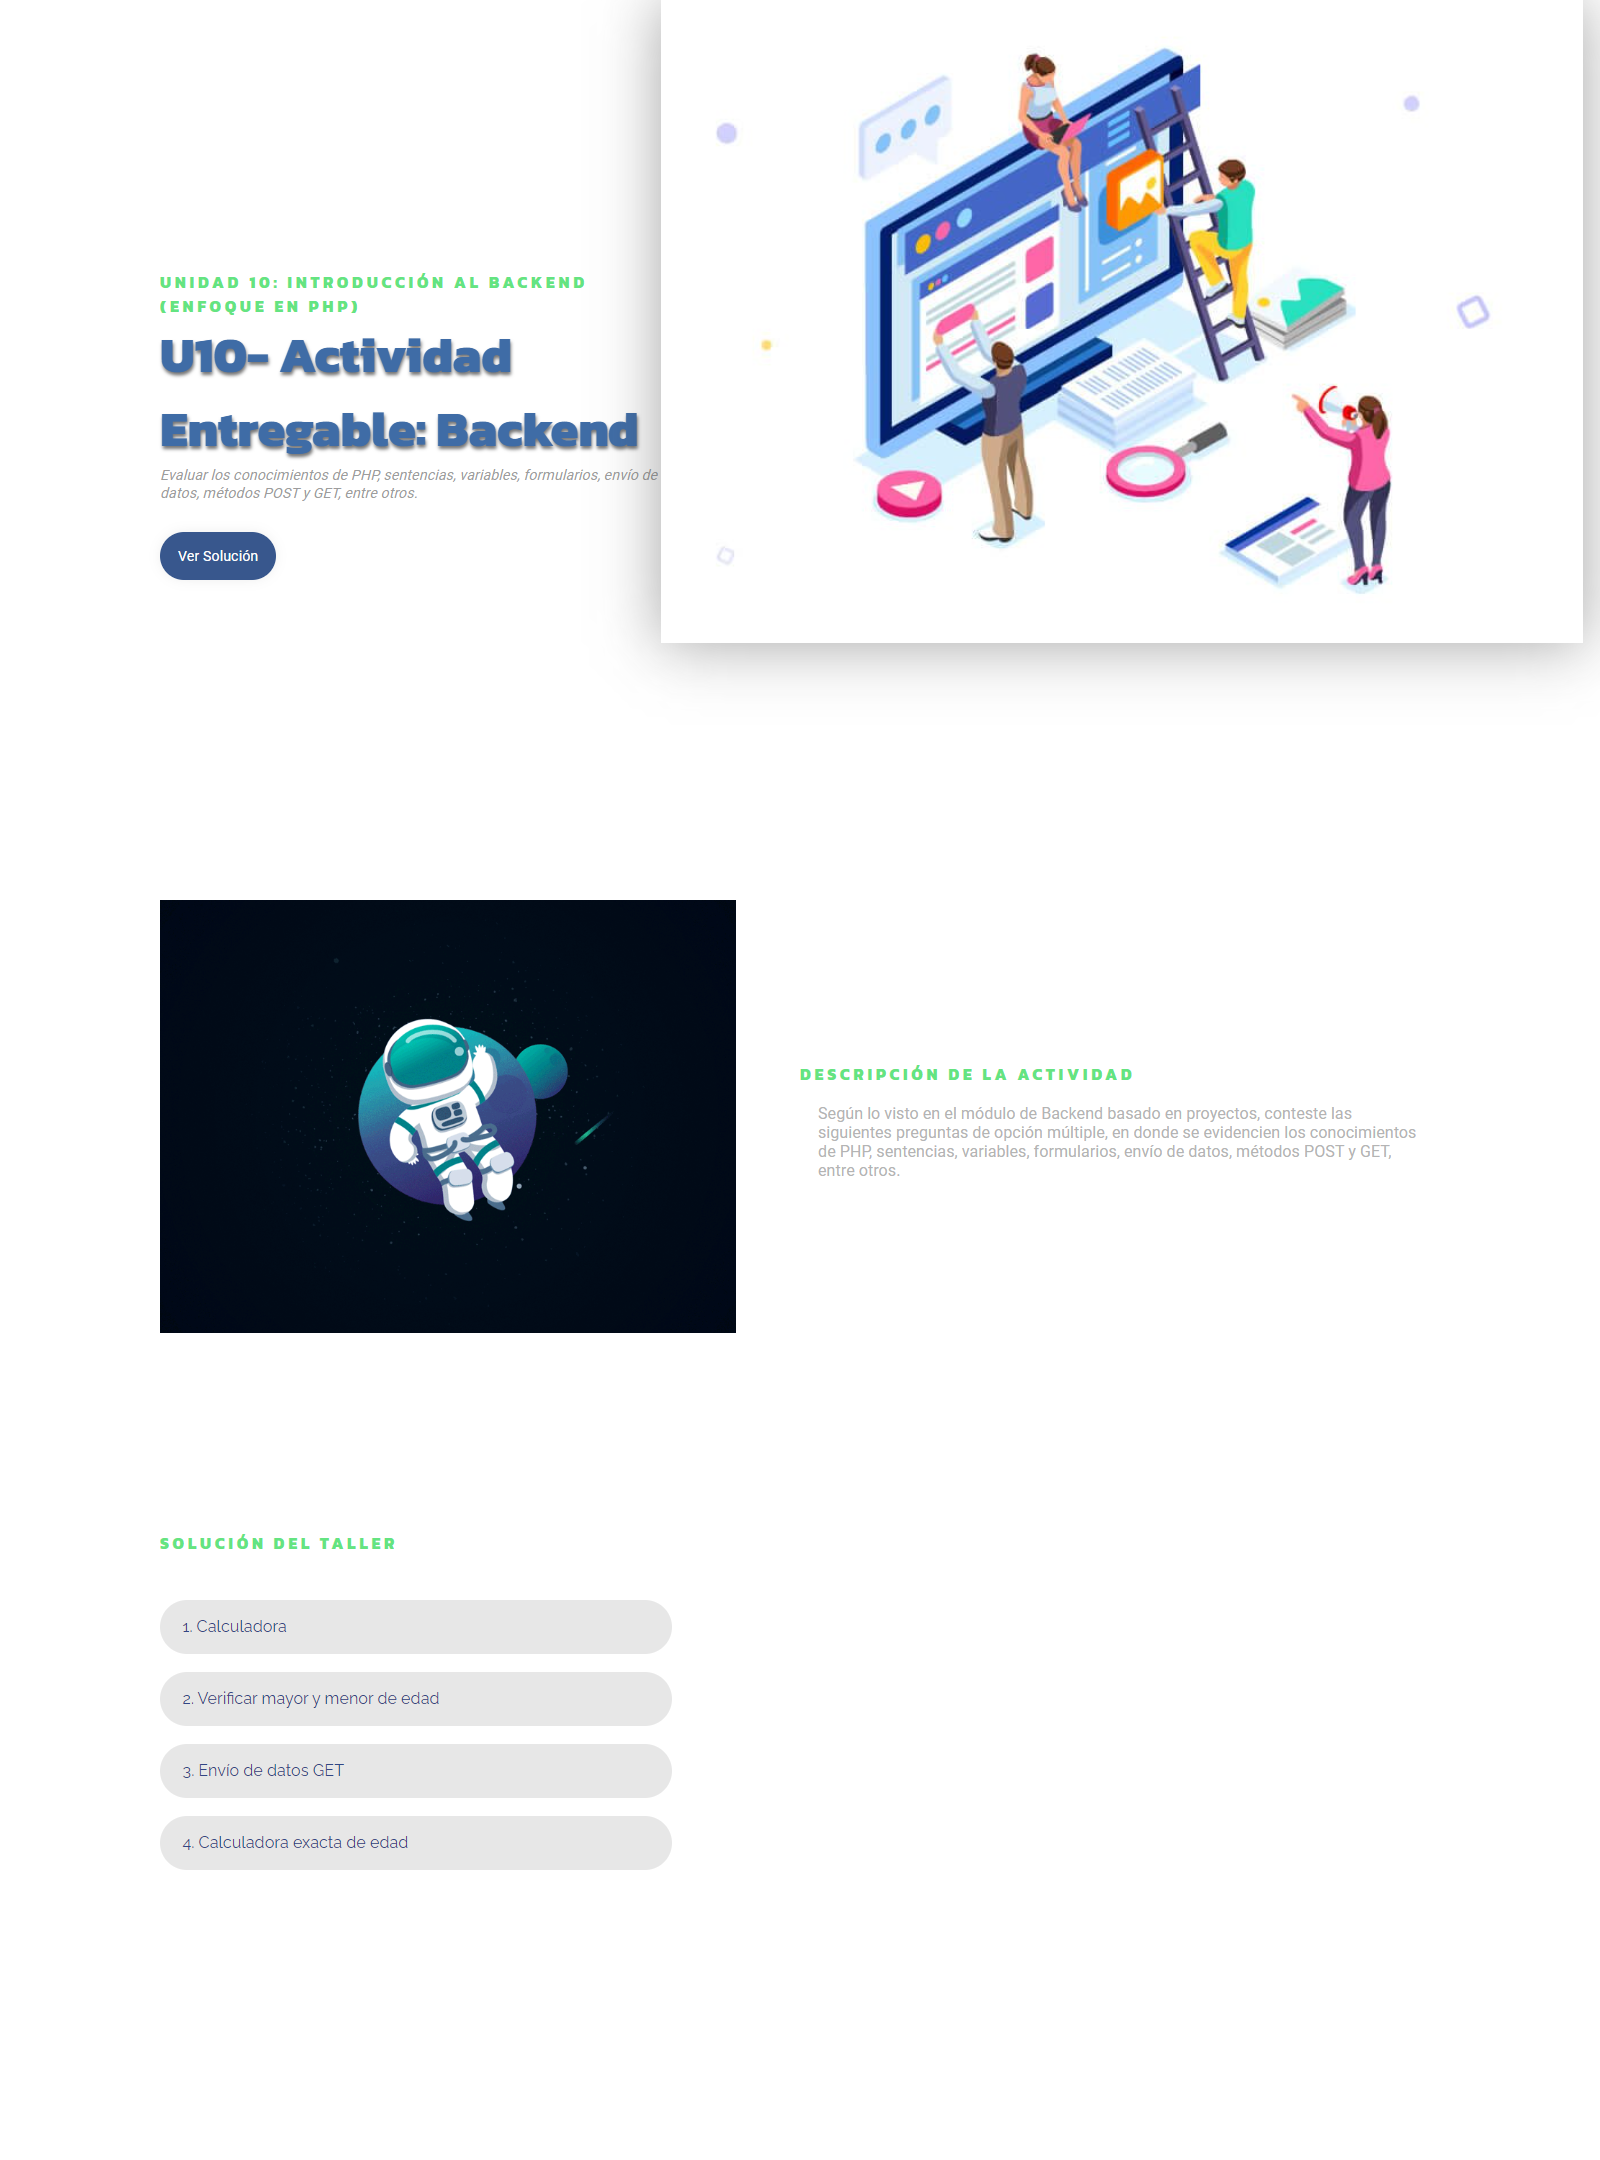 UNIDAD 10: INTRODUCCIÓN AL BACKEND
(ENFOQUE EN PHP)
U10- Actividad
Entregable: Backend
Evaluar los conocimientos de PHP, sentencias, variables, formularios, envío de
datos, métodos POST y GET, entre otros.
Ver Solución
DESCRIPCIÓN DE LA ACTIVIDAD
Según lo visto en el módulo de Backend basado en proyectos, conteste las
siguientes preguntas de opción múltiple, en donde se evidencien los conocimientos
de PHP, sentencias, variables, formularios, envío de datos, métodos POST y GET,
entre otros.
SOLUCIÓN DEL TALLER
1. Calculadora
2. Verificar mayor y menor de edad
3. Envío de datos GET
4. Calculadora exacta de edad